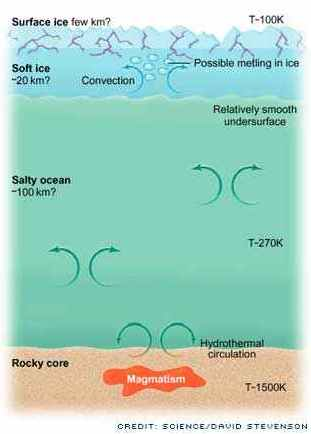 Surface ice few km?
T~100K
Soft ice
~20 km?
Possible metling in ice
Convection
Relatively smooth
undersurface
Salty ocean
~100 km?
T~270K
Hydrothermal
circulation
Rocky core
Magmatism
T~1500K
CREDIT: SCIENCE/DAVID STEVENSON